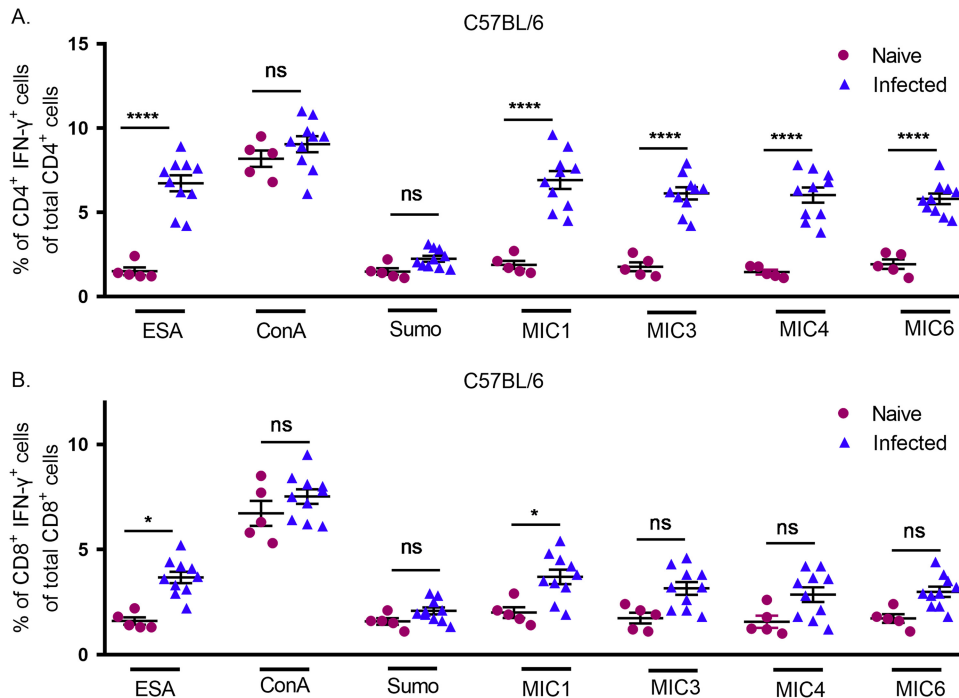 A.
C57BL/6
% of CD4⁺ IFN-γ⁺ cells
of total CD4⁺ cells
15
10
5
0
Naive
Infected
****
ns
ns
****
****
****
****
ESA
ConA
Sumo
MIC1
MIC3
MIC4
MIC6
B.
C57BL/6
% of CD8⁺ IFN-γ⁺ cells
of total CD8⁺ cells
10
5
0
Naive
Infected
*
ns
ns
*
ns
ns
ns
ESA
ConA
Sumo
MIC1
MIC3
MIC4
MIC6